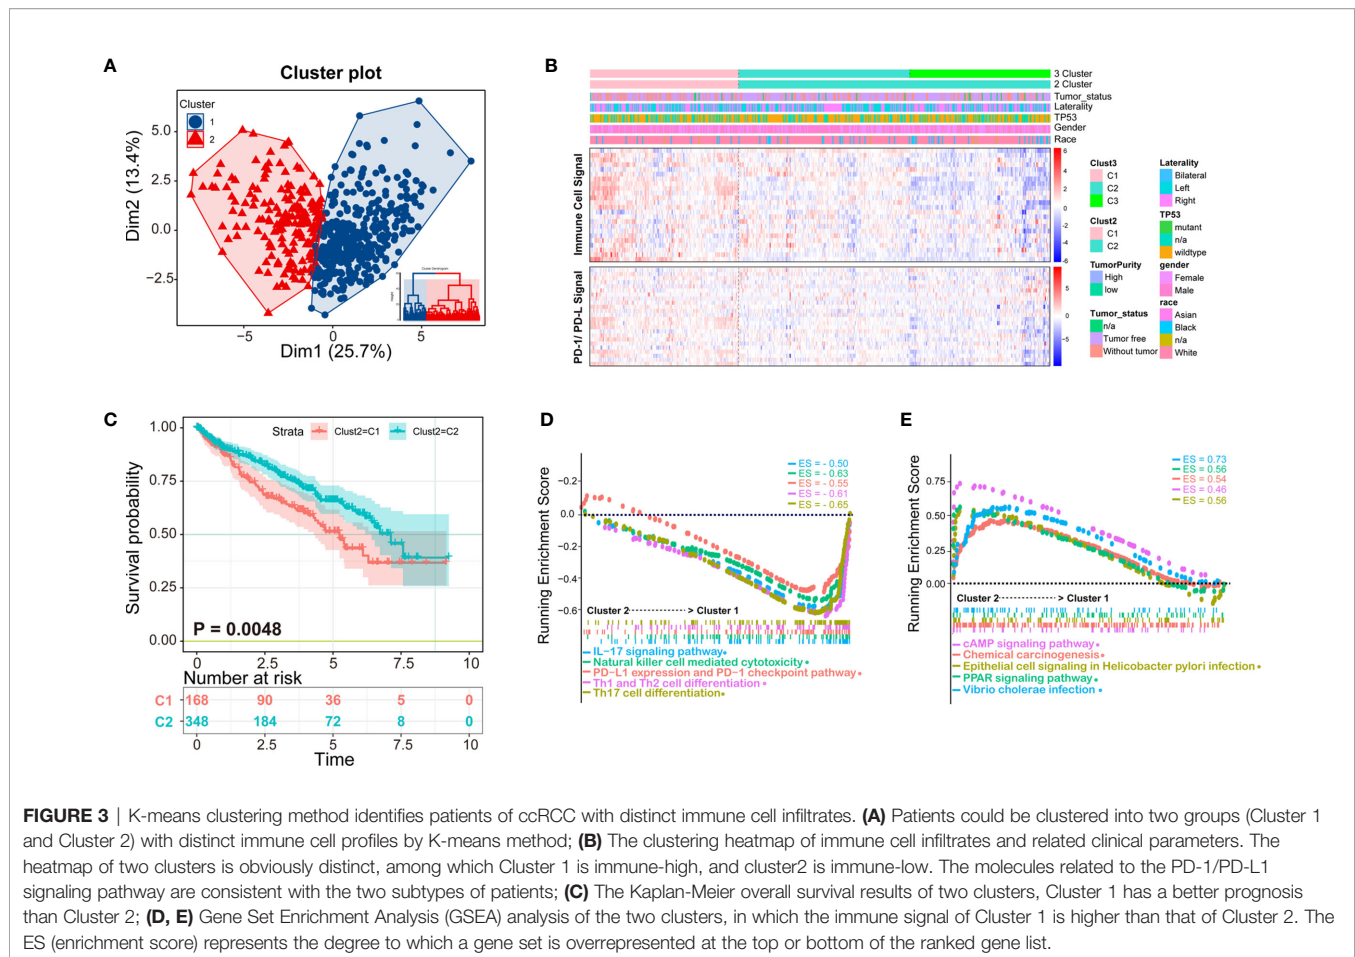 A
Cluster plot
Cluster
1
2
5.0
2.5
0.0
−2.5
Dim2 (13.4%)
−5
0
5
Dim1 (25.7%)
Cluster Dendrogram
B
3 Cluster
2 Cluster
Tumor_status
Laterality
TP53
Gender
Race
Immune Cell Signal
6
4
2
0
-2
-4
-6
PD-1/ PD-L Signal
5
0
−5
Clust3
C1
C2
C3
Clust2
C1
C2
TumorPurity
High
low
Tumor_status
n/a
Tumor free
Without tumor
Laterality
Bilateral
Left
Right
TP53
mutant
n/a
wildtype
gender
Female
Male
race
Asian
Black
n/a
White
C
Strata
Clust2=C1
Clust2=C2
Survival probability
1.00
0.75
0.50
0.25
0.00
P = 0.0048
0 2.5 5 7.5 10
Number at risk
C1 168 90 36 5 0
C2 348 184 72 8 0
0 2.5 5 7.5 10
Time
D
Running Enrichment Score
−0.2
0.0
−0.2
−0.4
−0.6
ES = - 0.50
ES = - 0.63
ES = - 0.55
ES = - 0.61
ES = - 0.65
Cluster 2 ------------ > Cluster 1
IL−17 signaling pathway
Natural killer cell mediated cytotoxicity
PD−L1 expression and PD−1 checkpoint pathway
Th1 and Th2 cell differentiation
Th17 cell differentiation
E
Running Enrichment Score
0.75
0.50
0.25
0.00
ES = 0.73
ES = 0.56
ES = 0.54
ES = 0.46
ES = 0.56
Cluster 2 ------------ > Cluster 1
cAMP signaling pathway
Chemical carcinogenesis
Epithelial cell signaling in Helicobacter pylori infection
PPAR signaling pathway
Vibrio cholerae infection
FIGURE 3 | K-means clustering method identifies patients of ccRCC with distinct immune cell infiltrates. (A) Patients could be clustered into two groups (Cluster 1
and Cluster 2) with distinct immune cell profiles by K-means method; (B) The clustering heatmap of immune cell infiltrates and related clinical parameters. The
heatmap of two clusters is obviously distinct, among which Cluster 1 is immune-high, and cluster2 is immune-low. The molecules related to the PD-1/PD-L1
signaling pathway are consistent with the two subtypes of patients; (C) The Kaplan-Meier overall survival results of two clusters, Cluster 1 has a better prognosis
than Cluster 2; (D, E) Gene Set Enrichment Analysis (GSEA) analysis of the two clusters, in which the immune signal of Cluster 1 is higher than that of Cluster 2. The
ES (enrichment score) represents the degree to which a gene set is overrepresented at the top or bottom of the ranked gene list.